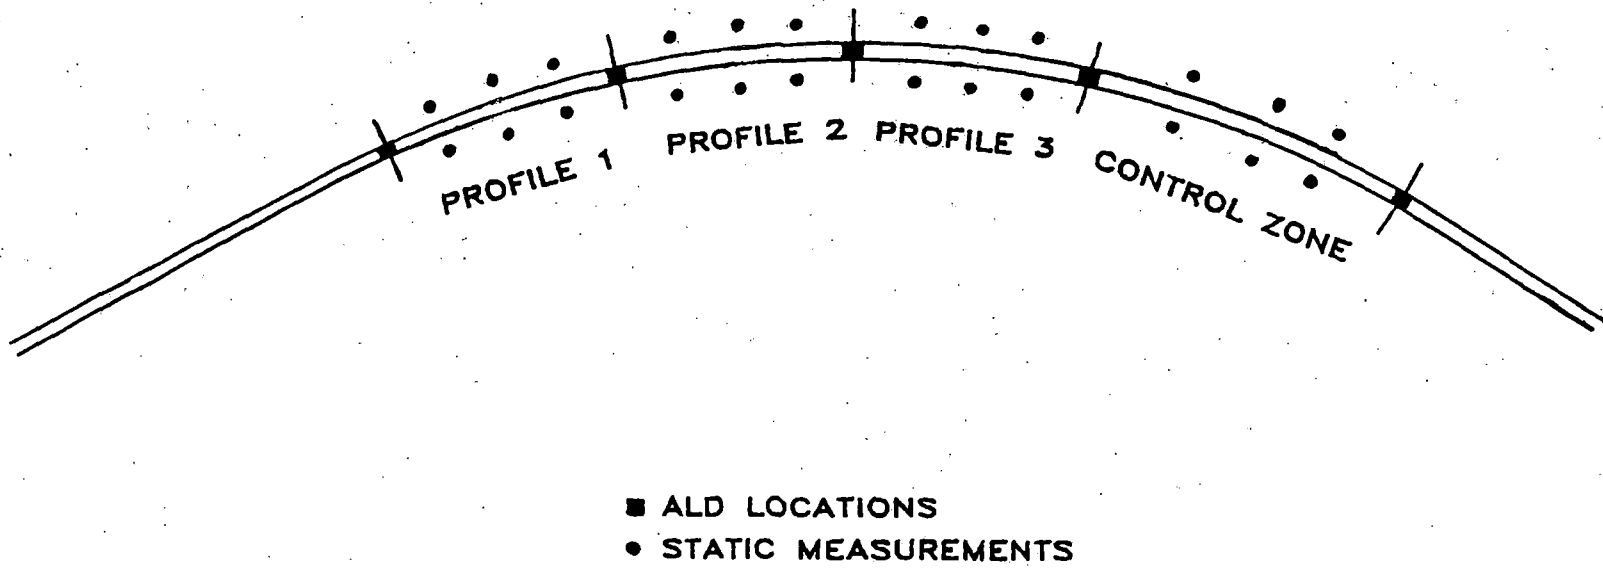 PROFILE 1
PROFILE 2
PROFILE 3
CONTROL ZONE
ALD LOCATIONS
STATIC MEASUREMENTS